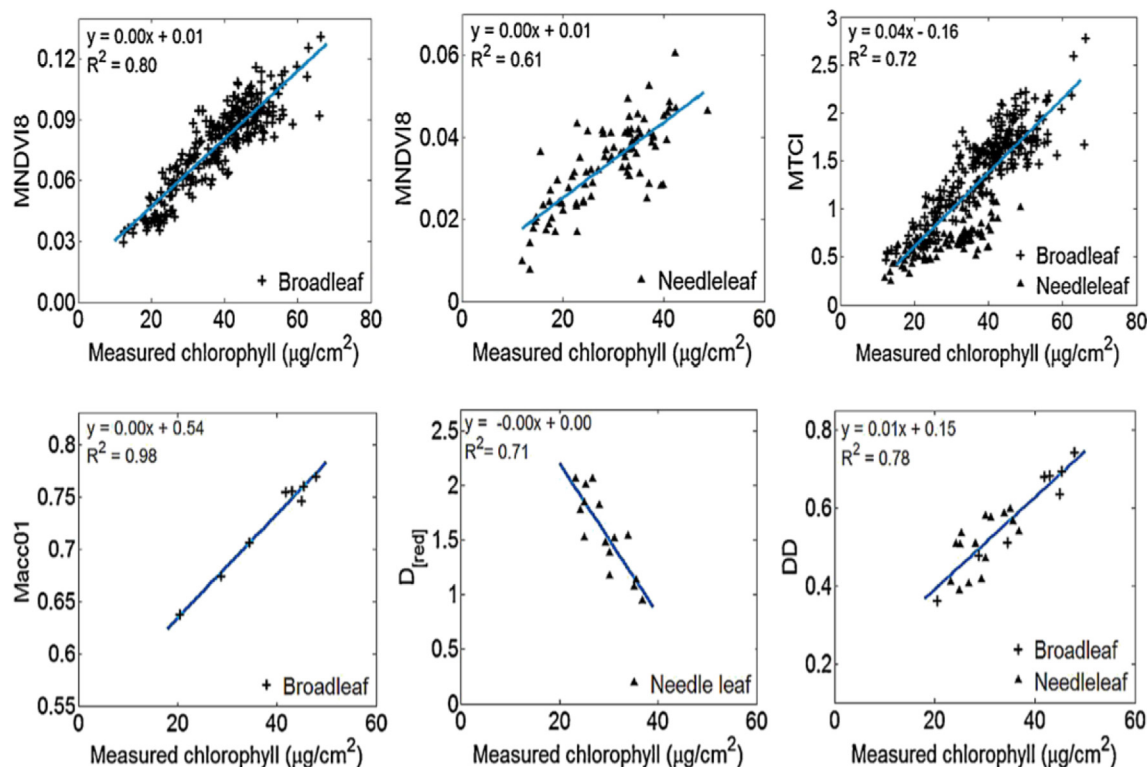 y = 0.00x + 0.01
R² = 0.80
0.12
0.09
0.06
0.03
0.00
MNDVI8
Broadleaf
0 20 40 60 80
Measured chlorophyll (μg/cm²)
y = 0.00x + 0.01
R² = 0.61
0.06
0.04
0.02
0
MNDVI8
Needleleaf
0 20 40 60
Measured chlorophyll (μg/cm²)
y = 0.04x - 0.16
R² = 0.72
3
2.5
2
1.5
1
0.5
0
MTCI
Broadleaf
Needleleaf
0 20 40 60 80
Measured chlorophyll (μg/cm²)
y = 0.00x + 0.54
R² = 0.98
0.8
0.75
0.7
0.65
0.6
0.55
Macc01
Broadleaf
0 20 40 60
Measured chlorophyll (μg/cm²)
y = -0.00x + 0.00
R² = 0.71
2.5
2
1.5
1
0.5
0
D[red]
Needle leaf
0 20 40 60
Measured chlorophyll (μg/cm²)
y = 0.01x + 0.15
R² = 0.78
0.8
0.6
0.4
0.2
DD
Broadleaf
Needleleaf
0 20 40 60
Measured chlorophyll (μg/cm²)